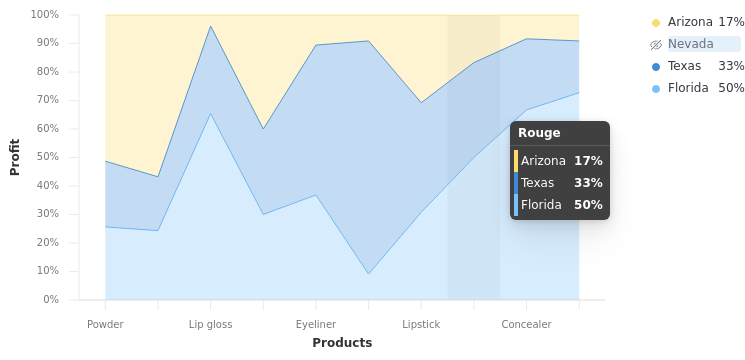 100%
90%
80%
70%
60%
50%
40%
30%
20%
10%
0%
Profit
Powder
Lip gloss
Eyeliner
Lipstick
Concealer
Products
Rouge
Arizona 17%
Texas 33%
Florida 50%
Arizona 17%
Nevada
Texas 33%
Florida 50%